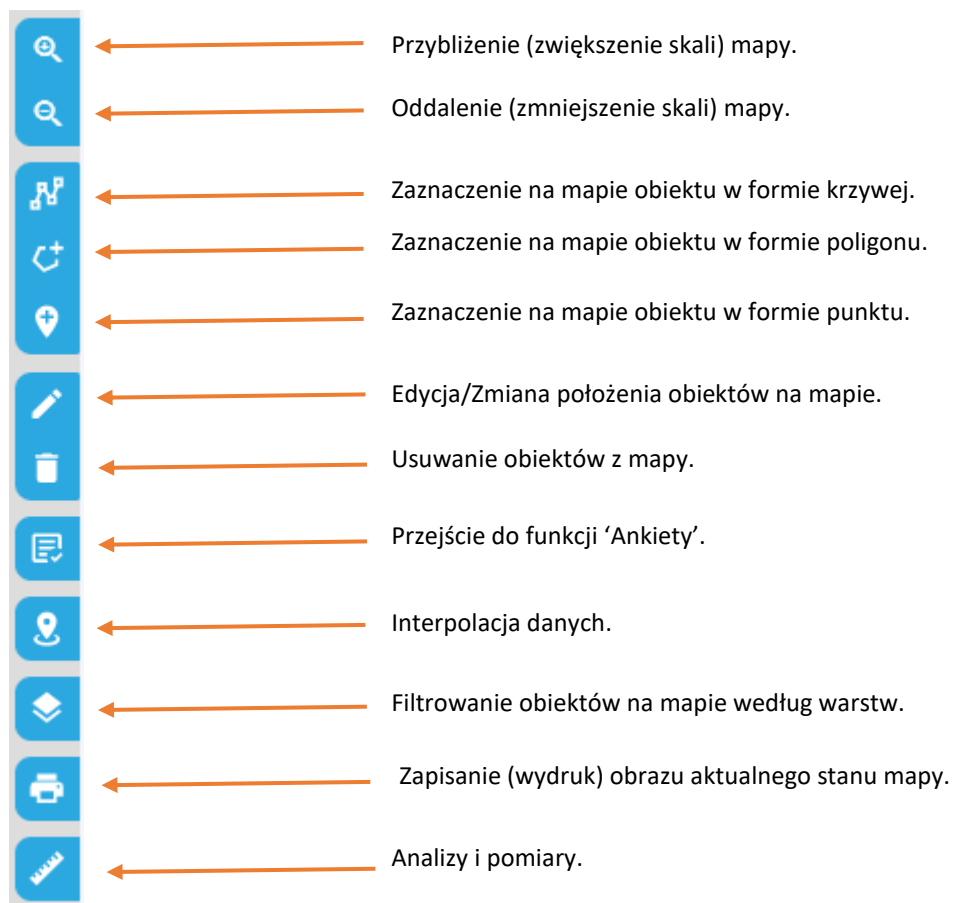 Przybliżenie (zwiększenie skali) mapy.
Oddalenie (zmniejszenie skali) mapy.
Zaznaczenie na mapie obiektu w formie krzywej.
Zaznaczenie na mapie obiektu w formie poligonu.
Zaznaczenie na mapie obiektu w formie punktu.
Edycja/Zmiana położenia obiektów na mapie.
Usuwanie obiektów z mapy.
Przejście do funkcji ‘Ankiety’.
Interpolacja danych.
Filtrowanie obiektów na mapie według warstw.
Zapisanie (wydruk) obrazu aktualnego stanu mapy.
Analizy i pomiary.